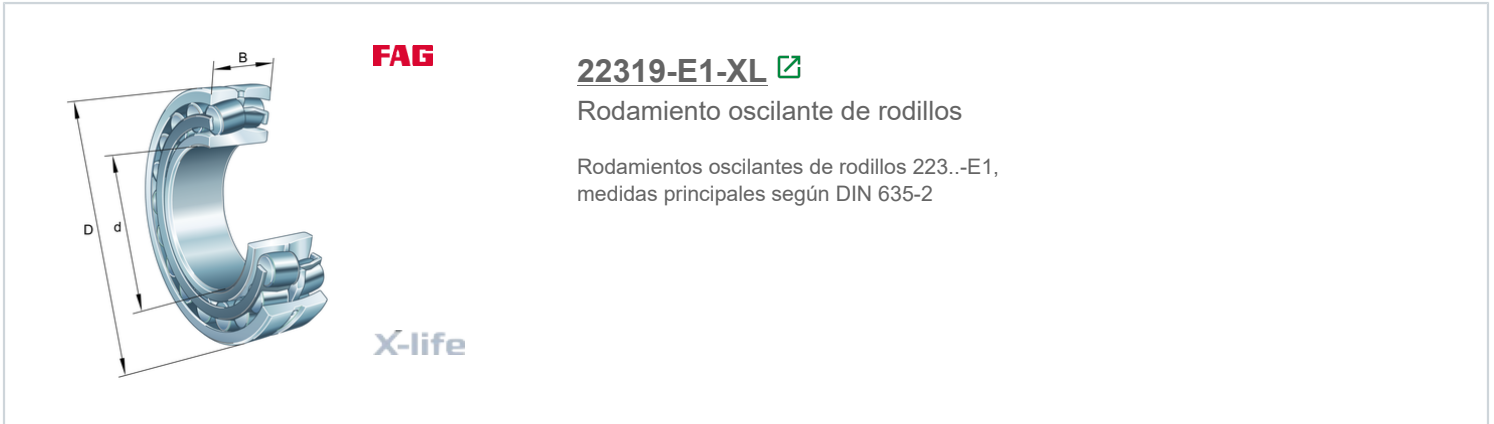 FAG
B
D
d
X-life
22319-E1-XL
Rodamiento oscilante de rodillos
Rodamientos oscilantes de rodillos 223..-E1,
medidas principales según DIN 635-2